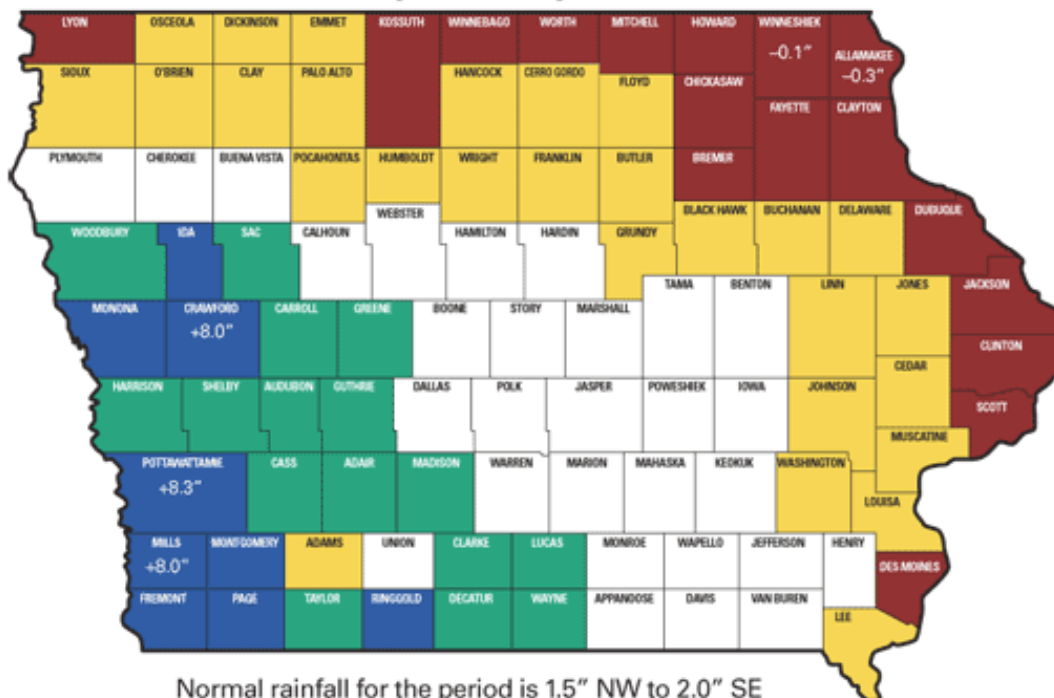 LYON OSCEOLA DICKINSON EMMET KOSSUTH WINNEBAGO WORTH MITCHELL HOWARD WINNESHIEK
–0.1”
ALLAMAKEE
–0.3”
SIOUX O'BRIEN CLAY PALO ALTO HANCOCK CERRO GORDO FLOYD CHICKASAW
FAYETTE CLAYTON
PLYMOUTH CHEROKEE BUENA VISTA POCAHONTAS HUMBOLDT WRIGHT FRANKLIN BUTLER BREMER
WEBSTER
BLACK HAWK BUCHANAN DELAWARE DUBUQUE
WOODBURY IDA SAC CALHOUN HAMILTON HARDIN GRUNDY
TAMA BENTON LINN JONES JACKSON
MONONA CRAWFORD CARROLL GREENE BOONE STORY MARSHALL
+8.0”
CLINTON
CEDAR
HARRISON SHELBY AUDUBON GUTHRIE DALLAS POLK JASPER POWESHIEK IOWA JOHNSON
SCOTT
MUSCATINE
POTTAWATTAMIE CASS ADAIR MADISON WARREN MARION MAHASKA KEOKUK WASHINGTON
+8.3”
LOUISA
MILLS MONTGOMERY ADAMS UNION CLARKE LUCAS MONROE WAPELLO JEFFERSON HENRY
+8.0”
DES MOINES
FREMONT PAGE TAYLOR RINGGOLD DECATUR WAYNE APPANOOSE DAVIS VAN BUREN
LEE
Normal rainfall for the period is 1.5” NW to 2.0” SE